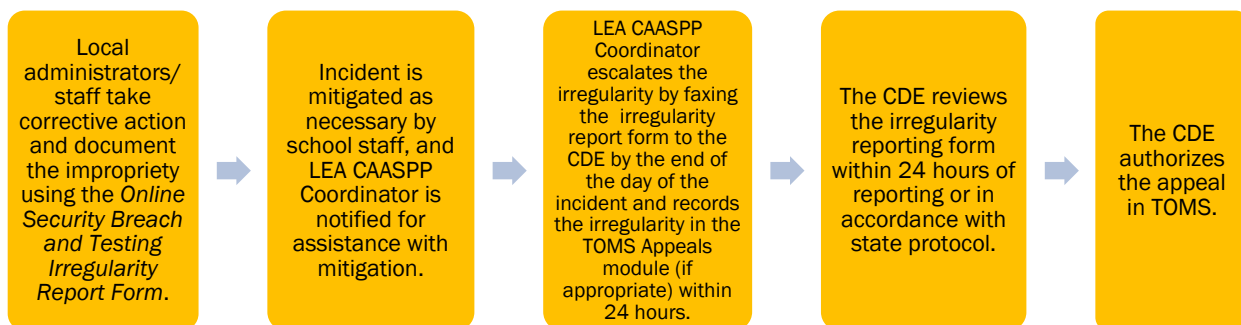 Local
administrators/
staff take
corrective action
and document
the impropriety
using the Online
Security Breach
and Testing
Irregularity
Report Form.
Incident is
mitigated as
necessary by
school staff, and
LEA CAASPP
Coordinator is
notified for
assistance with
mitigation.
LEA CAASPP
Coordinator
escalates the
irregularity by faxing
the irregularity
report form to the
CDE by the end of
the day of the
incident and records
the irregularity in the
TOMS Appeals
module (if
appropriate) within
24 hours.
The CDE reviews
the irregularity
reporting form
within 24 hours of
reporting or in
accordance with
state protocol.
The CDE
authorizes
the appeal
in TOMS.